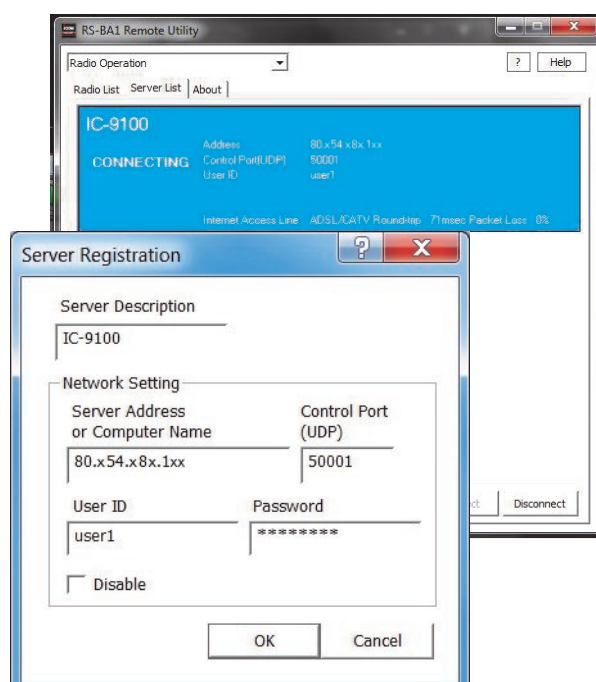 RS-BA1 Remote Utility
Radio Operation
? Help
Radio List Server List About
IC-9100
Address 80.x54 x8x.1xx
CONNECTING Control Port(UDP) 50001
User ID user1
Internet Access Line ADSL/CATV Round-trip 71msec Packet Loss 0%
Server Registration
Server Description
IC-9100
Network Setting
Server Address or Computer Name
Control Port (UDP)
80.x54.x8x.1xx
50001
User ID Password
user1 ********
Disable
OK Cancel
Disconnect